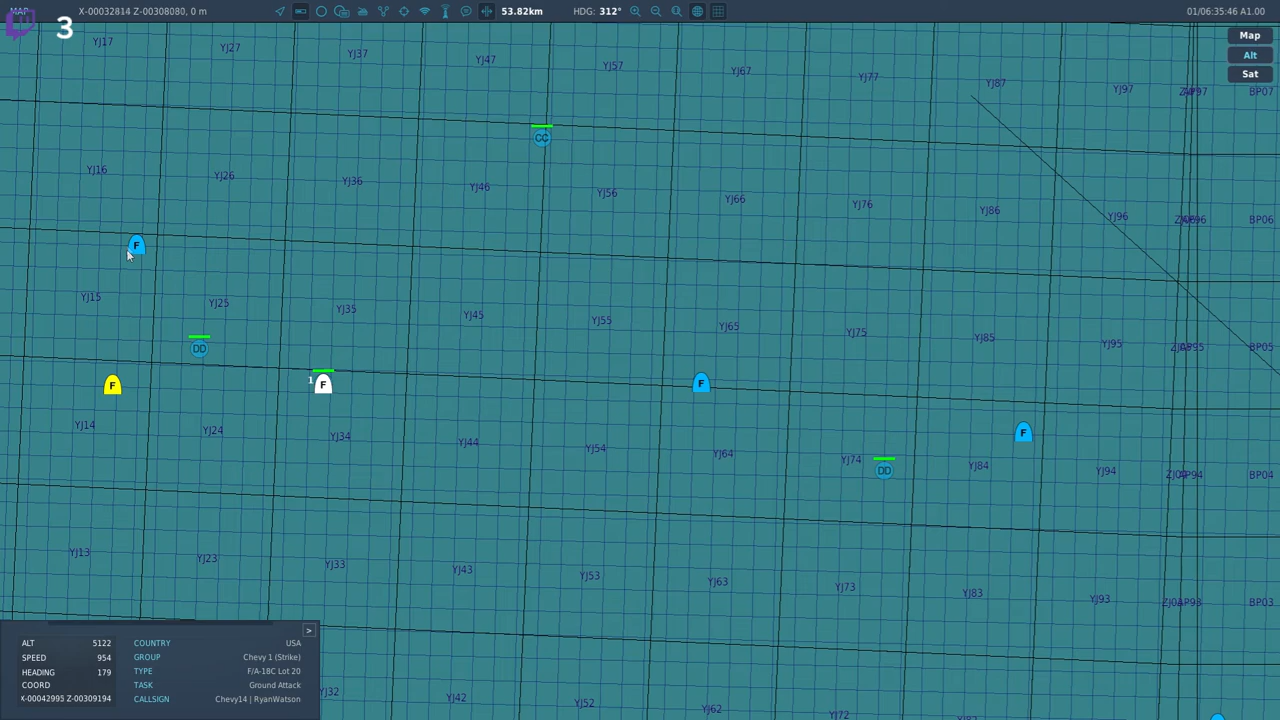 MAP
X-00032814 Z-00308080, 0 m
53.82km
HDG: 312°
01/06/35:46 A1.00
3
Map
Alt
Sat
YJ17
YJ27
YJ37
YJ47
YJ57
YJ67
YJ77
YJ87
YJ97
BP07
CC
YJ16
YJ26
YJ36
YJ46
YJ56
YJ66
YJ76
YJ86
YJ96
BP06
F
YJ15
YJ25
YJ35
YJ45
YJ55
YJ65
YJ75
YJ85
YJ95
BP05
DD
F
1
F
F
F
YJ14
YJ24
YJ34
YJ44
YJ54
YJ64
YJ74
DD
YJ84
YJ94
BP04
YJ13
YJ23
YJ33
YJ43
YJ53
YJ63
YJ73
YJ83
YJ93
BP03
YJ32
YJ42
YJ52
YJ62
YJ72
>
ALT 5122 COUNTRY USA
SPEED 954 GROUP Chevy 1 (Strike)
HEADING 179 TYPE F/A-18C Lot 20
COORD TASK Ground Attack
X-00042995 Z-00309194 CALLSIGN Chevy14 | RyanWatson